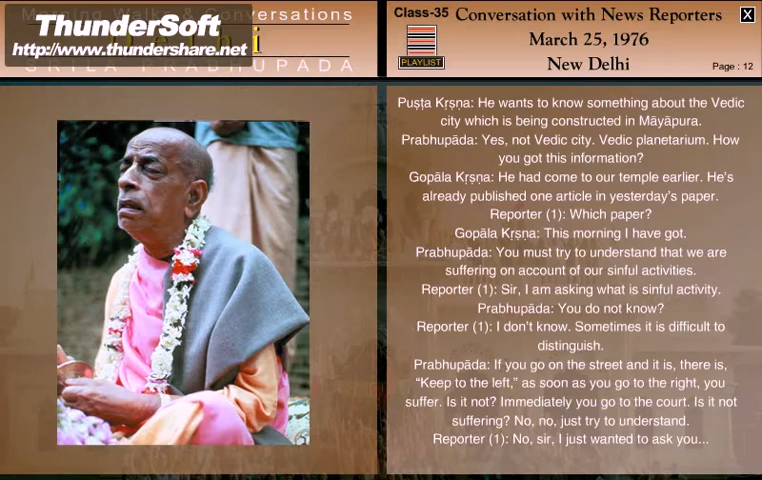 Morning Walks & Conversations
ThunderSoft
http://www.thundershare.net
SRILA PRABHUPADA
Class-35
PLAYLIST
Conversation with News Reporters
March 25, 1976
New Delhi
X
Page : 12
Puṣṭa Kṛṣṇa: He wants to know something about the Vedic
city which is being constructed in Māyāpura.
Prabhupāda: Yes, not Vedic city. Vedic planetarium. How
you got this information?
Gopāla Kṛṣṇa: He had come to our temple earlier. He's
already published one article in yesterday's paper.
Reporter (1): Which paper?
Gopāla Kṛṣṇa: This morning I have got.
Prabhupāda: You must try to understand that we are
suffering on account of our sinful activities.
Reporter (1): Sir, I am asking what is sinful activity.
Prabhupāda: You do not know?
Reporter (1): I don't know. Sometimes it is difficult to
distinguish.
Prabhupāda: If you go on the street and it is, there is,
“Keep to the left,” as soon as you go to the right, you
suffer. Is it not? Immediately you go to the court. Is it not
suffering? No, no, just try to understand.
Reporter (1): No, sir, I just wanted to ask you...